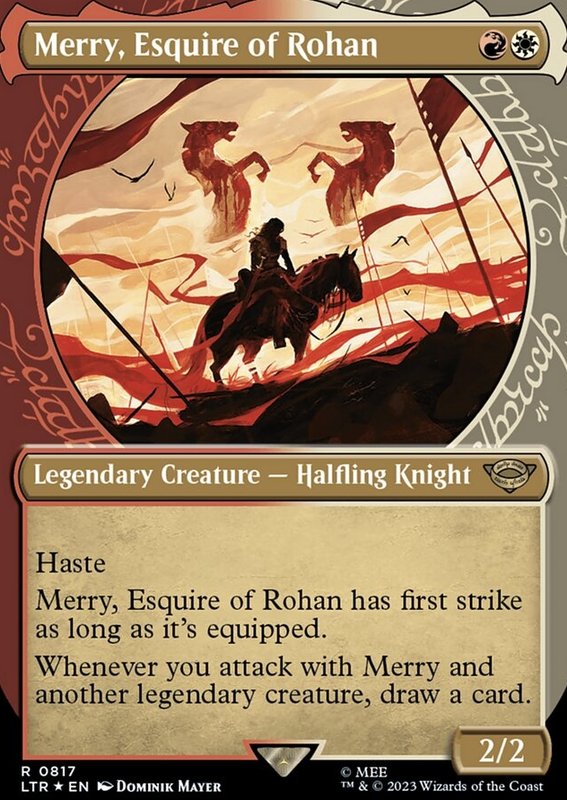 Merry, Esquire of Rohan
Legendary Creature — Halfling Knight
Haste
Merry, Esquire of Rohan has first strike
as long as it's equipped.
Whenever you attack with Merry and
another legendary creature, draw a card.
2/2
R 0817
LTR ★ EN DOMINIK MAYER
© MEE
™ & © 2023 Wizards of the Coast